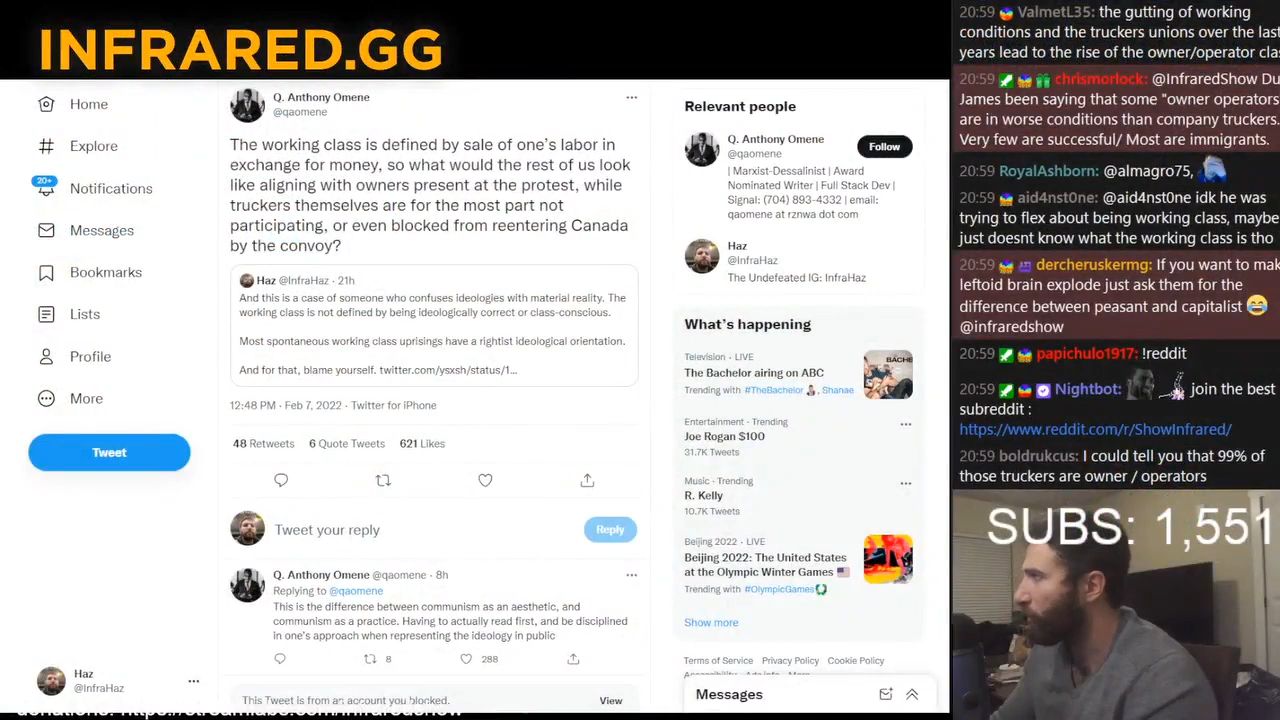 INFRARED.GG
Home
Explore
20+
Notifications
Messages
Bookmarks
Lists
Profile
More
Tweet
Haz
@InfraHaz
Q. Anthony Omene
@qaomene
The working class is defined by sale of one's labor in
exchange for money, so what would the rest of us look
like aligning with owners present at the protest, while
truckers themselves are for the most part not
participating, or even blocked from reentering Canada
by the convoy?
Haz @InfraHaz · 21h
And this is a case of someone who confuses ideologies with material reality. The
working class is not defined by being ideologically correct or class-conscious.
Most spontaneous working class uprisings have a rightist ideological orientation.
And for that, blame yourself. twitter.com/ysxsh/status/1...
12:48 PM · Feb 7, 2022 · Twitter for iPhone
48 Retweets 6 Quote Tweets 621 Likes
Tweet your reply
Reply
Q. Anthony Omene @qaomene · 8h
Replying to @qaomene
This is the difference between communism as an aesthetic, and
communism as a practice. Having to actually read first, and be disciplined
in one's approach when representing the ideology in public
8 288
This Tweet is from an account you blocked.
View
Relevant people
Q. Anthony Omene
@qaomene
Follow
| Marxist-Dessalinist | Award
Nominated Writer | Full Stack Dev |
Signal: (704) 893-4332 | email:
qaomene at rznwa dot com
Haz
@InfraHaz
The Undefeated IG: InfraHaz
What's happening
Television · LIVE
The Bachelor airing on ABC
Trending with #TheBachelor, Shanae
Entertainment · Trending
Joe Rogan $100
31.7K Tweets
Music · Trending
R. Kelly
10.7K Tweets
Beijing 2022 · LIVE
Beijing 2022: The United States
at the Olympic Winter Games
Trending with #OlympicGames
Show more
Terms of Service Privacy Policy Cookie Policy
Messages
20:59 ValmetL35: the gutting of working
conditions and the truckers unions over the last
years lead to the rise of the owner/operator clas
20:59 chrismorlock: @InfraredShow Du
James been saying that some "owner operators
are in worse conditions than company truckers.
Very few are successful/ Most are immigrants.
20:59 RoyalAshborn: @almagro75,
20:59 aid4nst0ne: @aid4nst0ne idk he was
trying to flex about being working class, maybe
just doesnt know what the working class is tho
20:59 dercheruskermg: If you want to mak
leftoid brain explode just ask them for the
difference between peasant and capitalist
@infraredshow
20:59 papichulo1917: !reddit
20:59 Nightbot: join the best
subreddit :
https://www.reddit.com/r/ShowInfrared/
20:59 boldrukcus: I could tell you that 99% of
those truckers are owner / operators
SUBS: 1,551